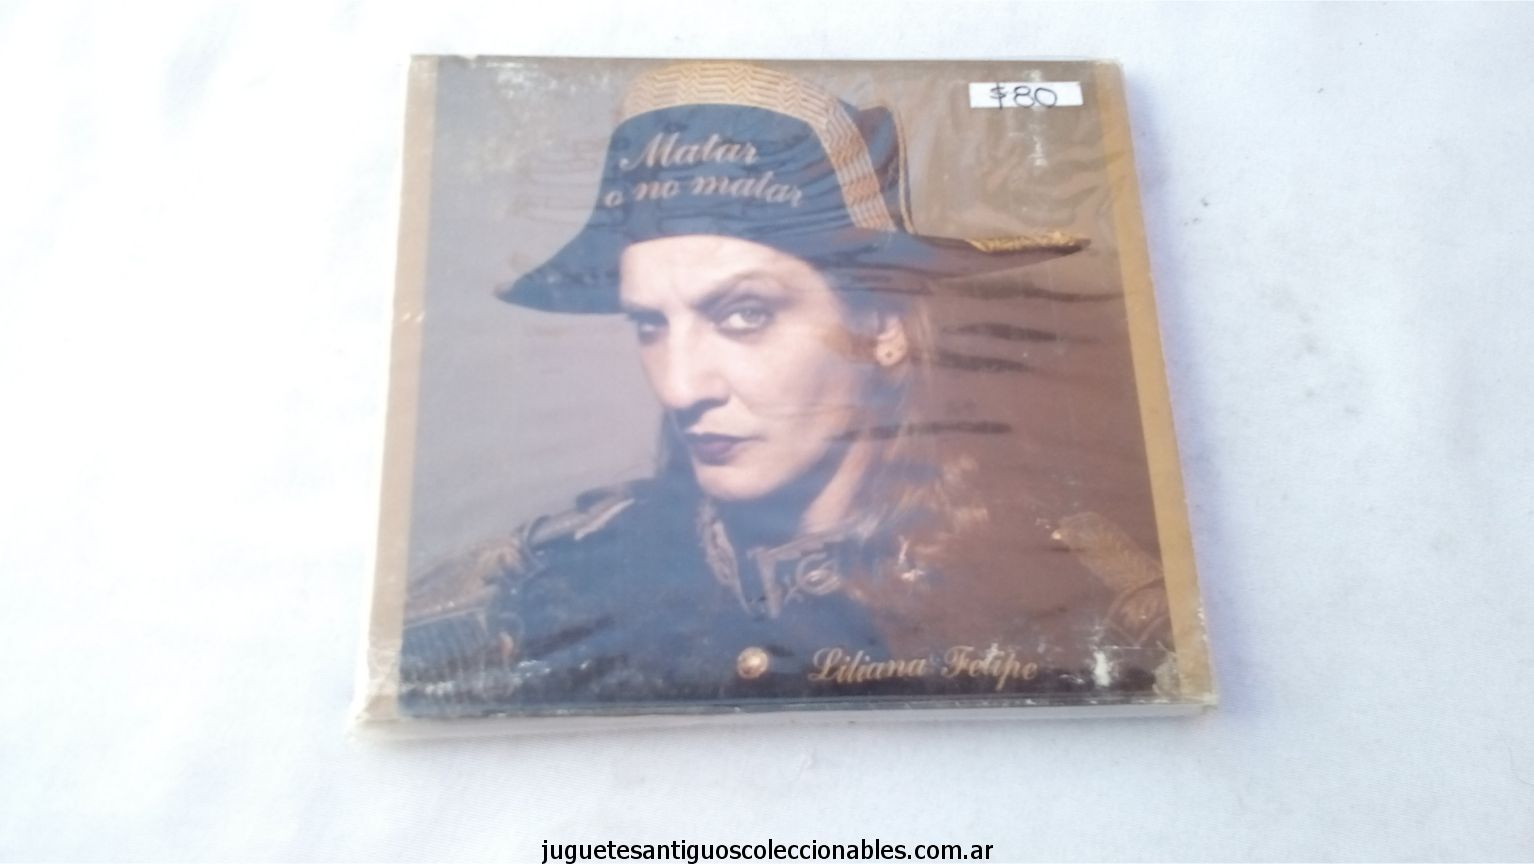 $80
Matar
o no matar
Liliana Felipe
juguetesantiguoscoleccionables.com.ar